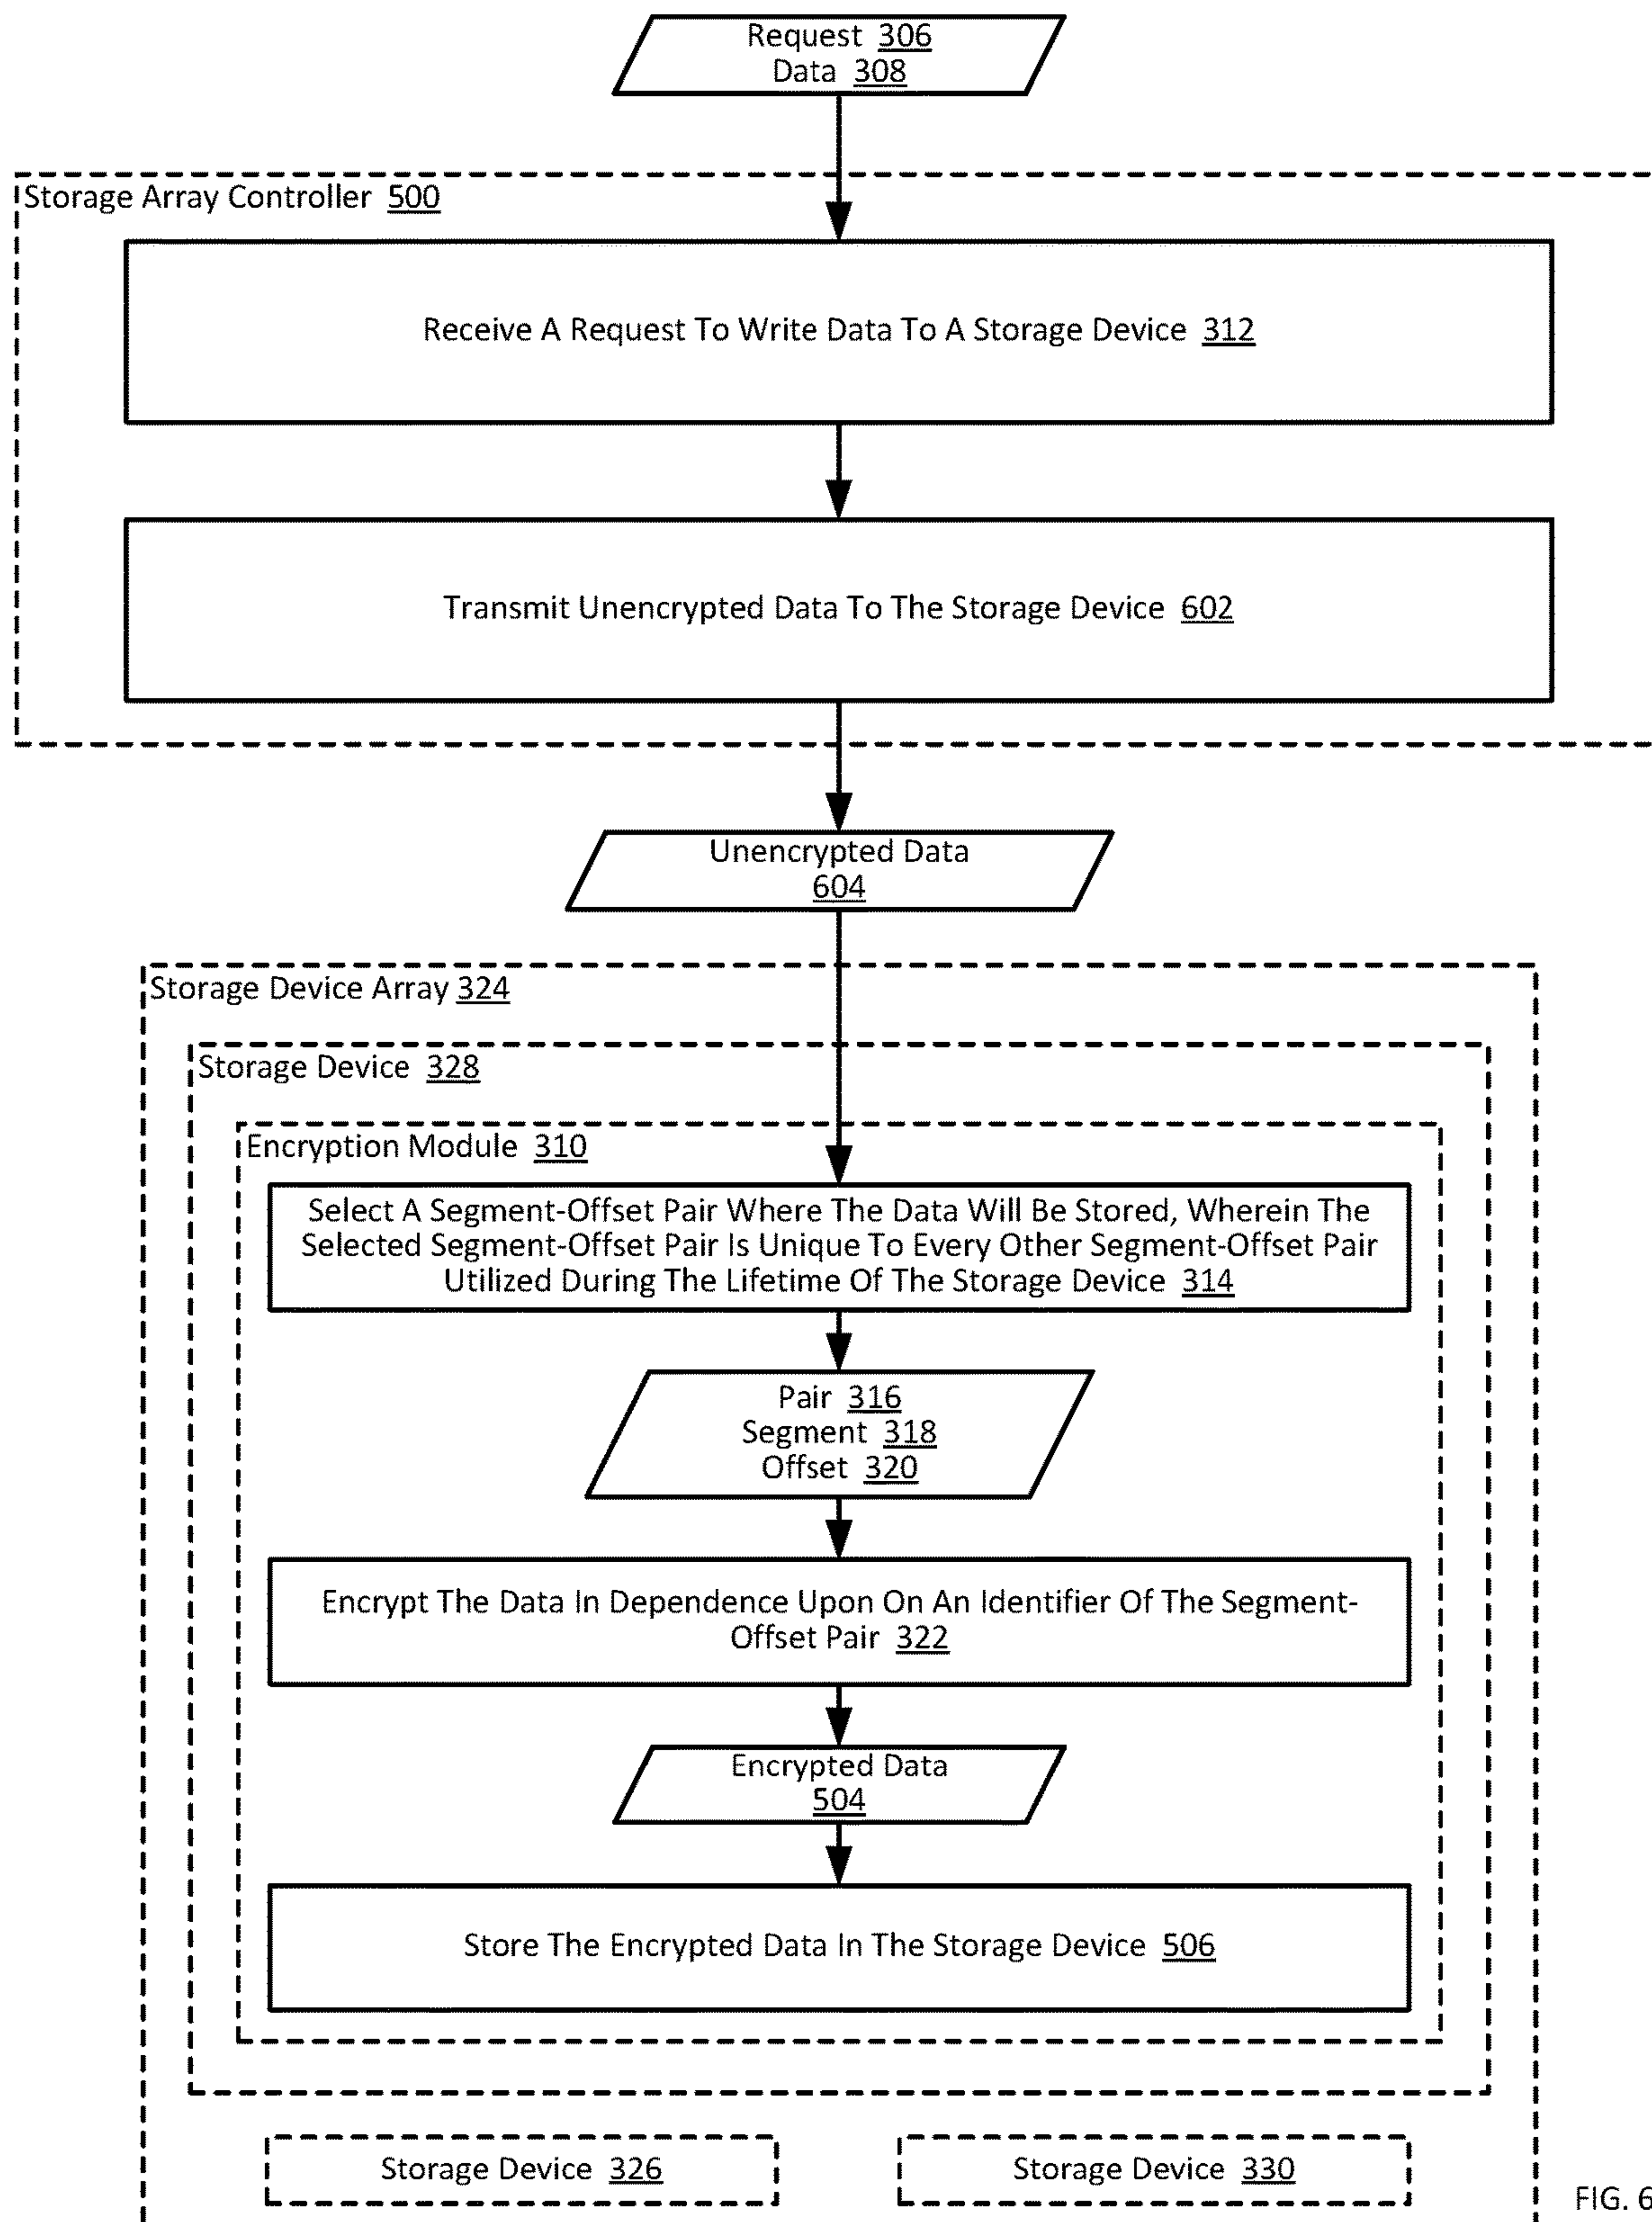 Request 306
Data 308
Storage Array Controller 500
Receive A Request To Write Data To A Storage Device 312
Transmit Unencrypted Data To The Storage Device 602
Unencrypted Data
604
Storage Device Array 324
Storage Device 328
Encryption Module 310
Select A Segment-Offset Pair Where The Data Will Be Stored, Wherein The
Selected Segment-Offset Pair Is Unique To Every Other Segment-Offset Pair
Utilized During The Lifetime Of The Storage Device 314
Pair 316
Segment 318
Offset 320
Encrypt The Data In Dependence Upon On An Identifier Of The Segment-
Offset Pair 322
Encrypted Data
504
Store The Encrypted Data In The Storage Device 506
Storage Device 326
Storage Device 330
FIG. 6